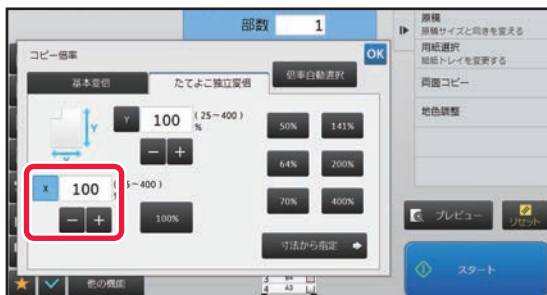 部数 1
原稿
原稿サイズと向きを変える
用紙選択
給紙トレイを変更する
両面コピー
地色調整
コピー倍率
OK
基本変倍
たてよこ独立変倍
倍率自動選択
Y
Y 100 (25~400) %
- +
X
X 100
- +
100%
50% 141%
64% 200%
70% 400%
寸法から指定
プレビュー
リセット
スタート
他の機能